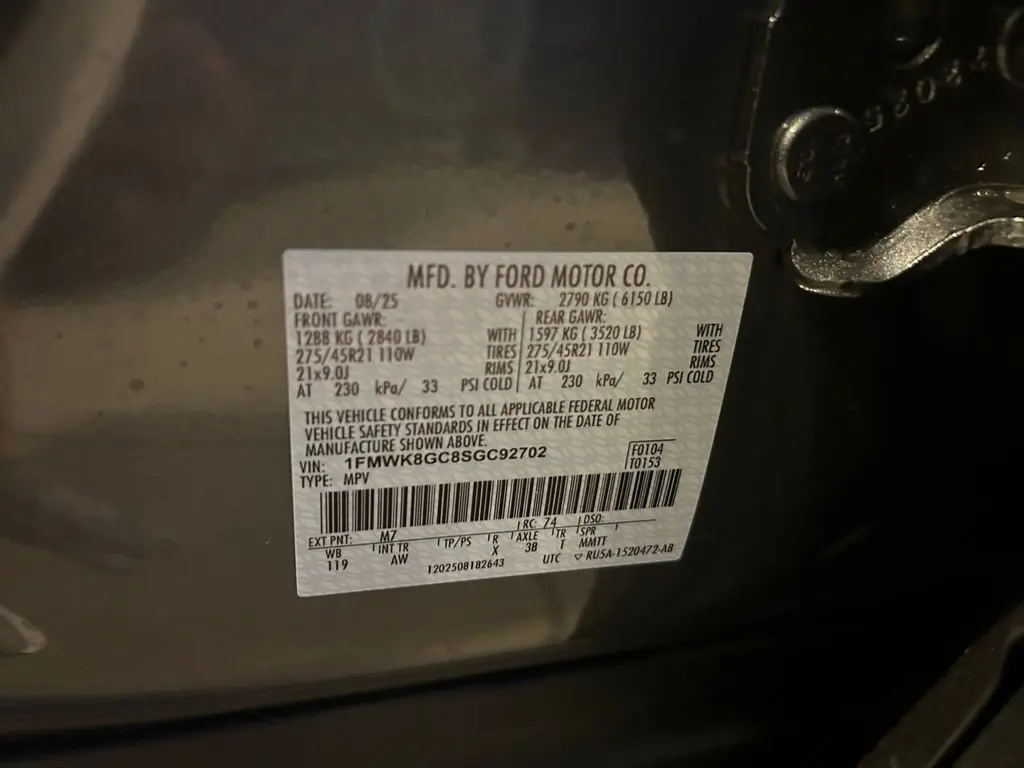 MFD. BY FORD MOTOR CO.
DATE: 08/25 GVWR: 2790 KG ( 6150 LB)
FRONT GAWR: REAR GAWR:
1288 KG ( 2840 LB) WITH 1597 KG ( 3520 LB) WITH
275/45R21 110W TIRES 275/45R21 110W TIRES
21x9.0J RIMS 21x9.0J RIMS
AT 230 kPa/ 33 PSI COLD AT 230 kPa/ 33 PSI COLD
THIS VEHICLE CONFORMS TO ALL APPLICABLE FEDERAL MOTOR
VEHICLE SAFETY STANDARDS IN EFFECT ON THE DATE OF
MANUFACTURE SHOWN ABOVE.
VIN: 1FMWK8GC8SGC92702 F0104
TYPE: MPV T0153
EXT PNT: M7 RC: 74 DSO:
WB INT TR TP/PS R AXLE TR SPR
119 AW X 3B T MMTT
1202508182643 UTC ▽ RU5A-1520472-AB